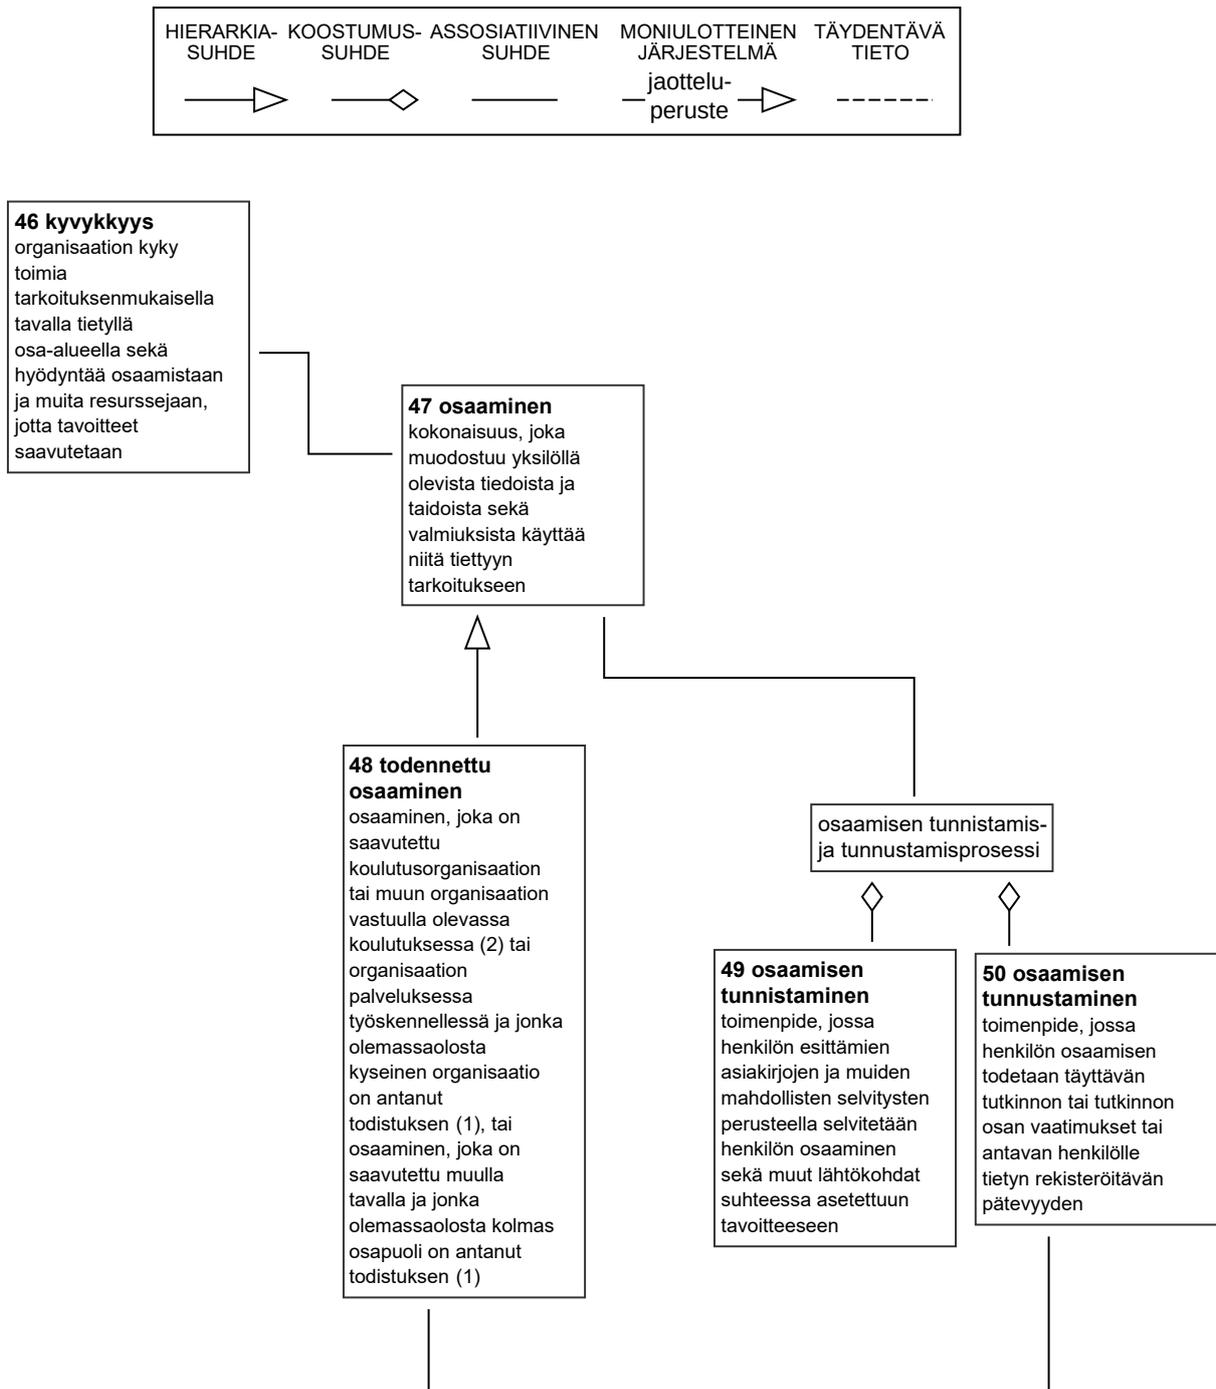 HIERARKIA-
SUHDE
KOOSTUMUS-
SUHDE
ASSOSIATIIVINEN
SUHDE
MONIULOTTEINEN
JÄRJESTELMÄ
jaottelu-
peruste
TÄYDENTÄVÄ
TIETO
46 kyvykkyys
organisaation kyky
toimia
tarkoituksenmukaisella
tavalla tietyllä
osa-alueella sekä
hyödyntää osaamistaan
ja muita resurssejaan,
jotta tavoitteet
saavutetaan
47 osaaminen
kokonaisuus, joka
muodostuu yksilöllä
olevista tiedoista ja
taidoista sekä
valmiuksista käyttää
niitä tiettyyn
tarkoitukseen
48 todennettu
osaaminen
osaaminen, joka on
saavutettu
koulutusorganisaation
tai muun organisaation
vastuulla olevassa
koulutuksessa (2) tai
organisaation
palveluksessa
työskennellessä ja jonka
olemassaolosta
kyseinen organisaatio
on antanut
todistuksen (1), tai
osaaminen, joka on
saavutettu muulla
tavalla ja jonka
olemassaolosta kolmas
osapuoli on antanut
todistuksen (1)
osaamisen tunnistamis-
ja tunnustamisprosessi
49 osaamisen
tunnistaminen
toimenpide, jossa
henkilön esittämien
asiakirjojen ja muiden
mahdollisten selvitysten
perusteella selvitetään
henkilön osaaminen
sekä muut lähtökohdat
suhteessa asetettuun
tavoitteeseen
50 osaamisen
tunnustaminen
toimenpide, jossa
henkilön osaamisen
todetaan täyttävän
tutkinnon tai tutkinnon
osan vaatimukset tai
antavan henkilölle
tietyn rekisteröitävän
pätevyyden